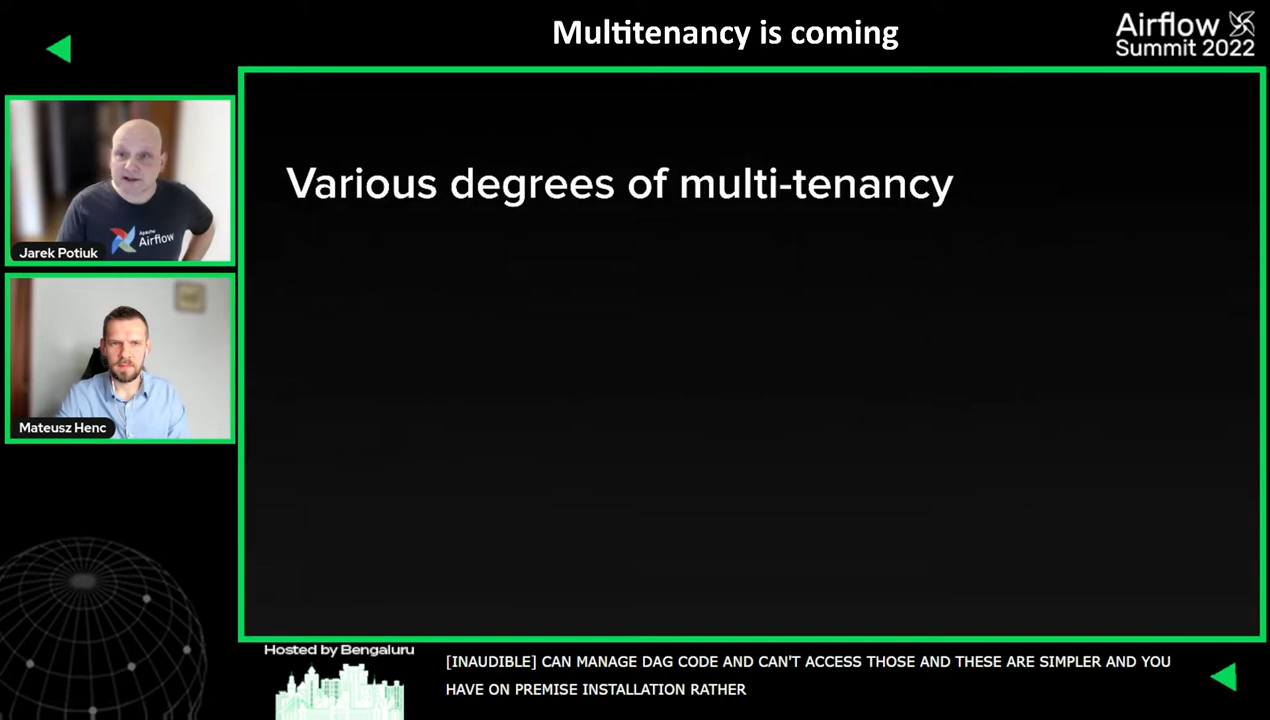 Multitenancy is coming
Airflow
Summit 2022
Various degrees of multi-tenancy
Apache
Airflow
Jarek Potiuk
Mateusz Henc
Hosted by Bengaluru
[INAUDIBLE] CAN MANAGE DAG CODE AND CAN'T ACCESS THOSE AND THESE ARE SIMPLER AND YOU
HAVE ON PREMISE INSTALLATION RATHER